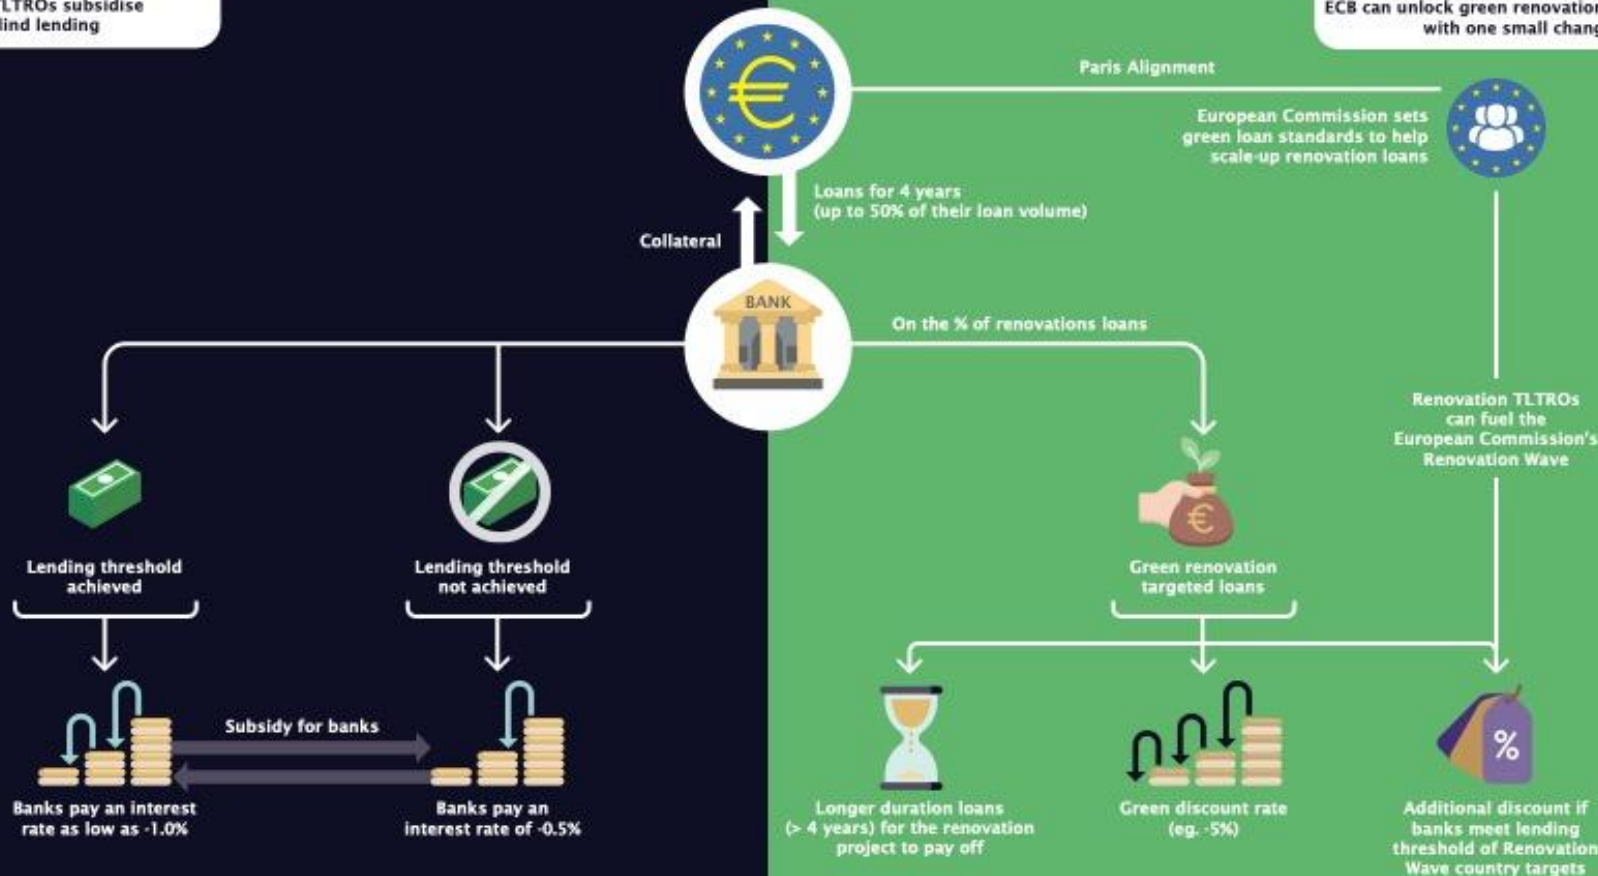 TLTROs subsidise
lending
ECB can unlock green renovation
with one small
Paris Alignment
European Commission sets
green loan standards to help
scale-up renovation loans
Loans for 4 years
(up to 50% of their loan volume)
Collateral
BANK
On the % of renovations loans
Renovation TLTROs
can fuel the
European Commission's
Renovation Wave
Lending threshold
achieved
Lending threshold
not achieved
Green renovation
targeted loans
Subsidy for banks
%
Banks pay an interest
rate as low as -1.0%
Banks pay an
interest rate of -0.5%
Longer duration loans
(> 4 years) for the renovation
project to pay off
Green discount rate
(eg. -5%)
Additional discount if
banks meet lending
threshold of Renovation
Wave country targets